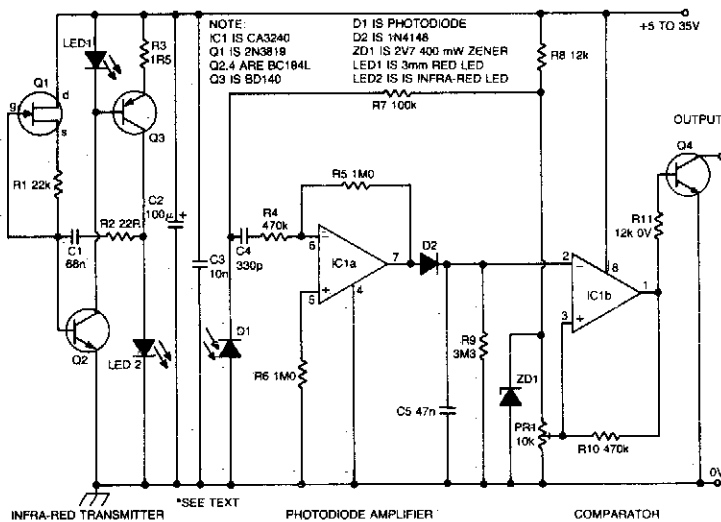 NOTE:
IC1 IS CA3240
Q1 IS 2N3819
Q2.4 ARE BC184L
Q3 IS BD140
D1 IS PHOTODIODE
D2 IS 1N4148
ZD1 IS 2V7 400 mW ZENER
LED1 IS 3mm RED LED
LED2 IS IS INFRA-RED LED
+5 TO 35V
LED1
R3
1R5
R8 12k
R7 100k
Q1
d
g
s
Q3
OUTPUT
Q4
R1 22k
C2
100µ
+
R5 1M0
R4
470k
R2 22R
C1
68n
C3
10n
C4
330p
6
–
IC1a
7
D2
5
+
4
R11
12k 0V
2
–
8
IC1b
1
3
+
D1
Q2
LED 2
R6 1M0
R9
3M3
ZD1
C5 47n
PR1
10k
R10 470k
0V
*SEE TEXT
INFRA-RED TRANSMITTER
PHOTODIODE AMPLIFIER
COMPARATOR